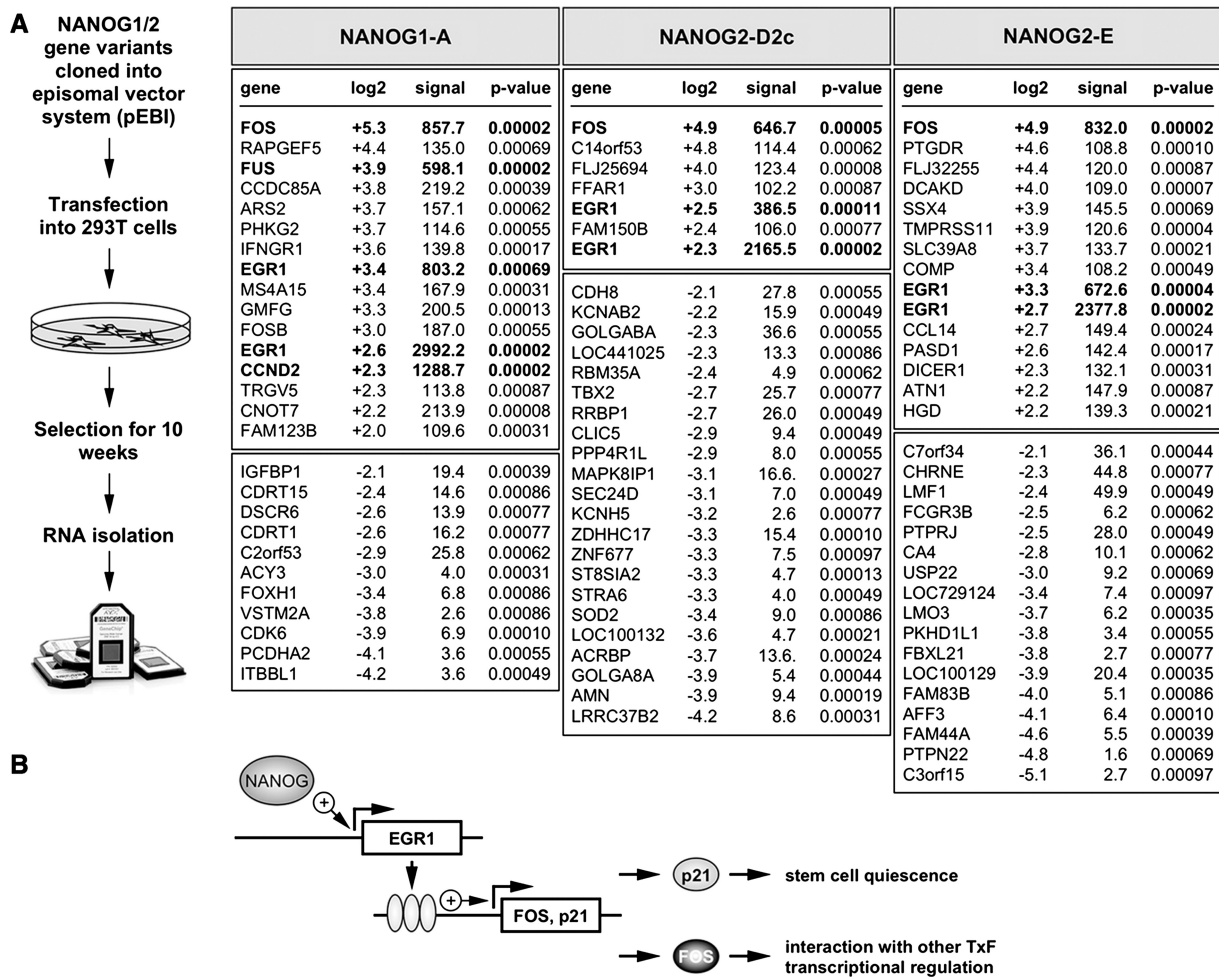 A
NANOG1/2
gene variants
cloned into
episomal vector
system (pEBI)
Transfection
into 293T cells
Selection for 10
weeks
RNA isolation
NANOG1-A
gene log2 signal p-value
FOS +5.3 857.7 0.00002
RAPGEF5 +4.4 135.0 0.00069
FUS +3.9 598.1 0.00002
CCDC85A +3.8 219.2 0.00039
ARS2 +3.7 157.1 0.00062
PHKG2 +3.7 114.6 0.00055
IFNGR1 +3.6 139.8 0.00017
EGR1 +3.4 803.2 0.00069
MS4A15 +3.4 167.9 0.00031
GMFG +3.3 200.5 0.00013
FOSB +3.0 187.0 0.00055
EGR1 +2.6 2992.2 0.00002
CCND2 +2.3 1288.7 0.00002
TRGV5 +2.3 113.8 0.00087
CNOT7 +2.2 213.9 0.00008
FAM123B +2.0 109.6 0.00031
IGFBP1 -2.1 19.4 0.00039
CDRT15 -2.4 14.6 0.00086
DSCR6 -2.6 13.9 0.00077
CDRT1 -2.6 16.2 0.00077
C2orf53 -2.9 25.8 0.00062
ACY3 -3.0 4.0 0.00031
FOXH1 -3.4 6.8 0.00086
VSTM2A -3.8 2.6 0.00086
CDK6 -3.9 6.9 0.00010
PCDHA2 -4.1 3.6 0.00055
ITBBL1 -4.2 3.6 0.00049
NANOG2-D2c
gene log2 signal p-value
FOS +4.9 646.7 0.00005
C14orf53 +4.8 114.4 0.00062
FLJ25694 +4.0 123.4 0.00008
FFAR1 +3.0 102.2 0.00087
EGR1 +2.5 386.5 0.00011
FAM150B +2.4 106.0 0.00077
EGR1 +2.3 2165.5 0.00002
CDH8 -2.1 27.8 0.00055
KCNAB2 -2.2 15.9 0.00049
GOLGABA -2.3 36.6 0.00055
LOC441025 -2.3 13.3 0.00086
RBM35A -2.4 4.9 0.00062
TBX2 -2.7 25.7 0.00077
RRBP1 -2.7 26.0 0.00049
CLIC5 -2.9 9.4 0.00049
PPP4R1L -2.9 8.0 0.00055
MAPK8IP1 -3.1 16.6. 0.00027
SEC24D -3.1 7.0 0.00049
KCNH5 -3.2 2.6 0.00077
ZDHHC17 -3.3 15.4 0.00010
ZNF677 -3.3 7.5 0.00097
ST8SIA2 -3.3 4.7 0.00013
STRA6 -3.3 4.0 0.00049
SOD2 -3.4 9.0 0.00086
LOC100132 -3.6 4.7 0.00021
ACRBP -3.7 13.6. 0.00024
GOLGA8A -3.9 5.4 0.00044
AMN -3.9 9.4 0.00019
LRRC37B2 -4.2 8.6 0.00031
NANOG2-E
gene log2 signal p-value
FOS +4.9 832.0 0.00002
PTGDR +4.6 108.8 0.00010
FLJ32255 +4.4 120.0 0.00087
DCAKD +4.0 109.0 0.00007
SSX4 +3.9 145.5 0.00069
TMPRSS11 +3.9 120.6 0.00004
SLC39A8 +3.7 133.7 0.00021
COMP +3.4 108.2 0.00049
EGR1 +3.3 672.6 0.00004
EGR1 +2.7 2377.8 0.00002
CCL14 +2.7 149.4 0.00024
PASD1 +2.6 142.4 0.00017
DICER1 +2.3 132.1 0.00031
ATN1 +2.2 147.9 0.00087
HGD +2.2 139.3 0.00021
C7orf34 -2.1 36.1 0.00044
CHRNE -2.3 44.8 0.00077
LMF1 -2.4 49.9 0.00049
FCGR3B -2.5 6.2 0.00062
PTPRJ -2.5 28.0 0.00049
CA4 -2.8 10.1 0.00062
USP22 -3.0 9.2 0.00069
LOC729124 -3.4 7.4 0.00097
LMO3 -3.7 6.2 0.00035
PKHD1L1 -3.8 3.4 0.00055
FBXL21 -3.8 2.7 0.00077
LOC100129 -3.9 20.4 0.00035
FAM83B -4.0 5.1 0.00086
AFF3 -4.1 6.4 0.00010
FAM44A -4.6 5.5 0.00039
PTPN22 -4.8 1.6 0.00069
C3orf15 -5.1 2.7 0.00097
B
NANOG
+
EGR1
+
FOS, p21
p21
stem cell quiescence
FOS
interaction with other TxF
transcriptional regulation